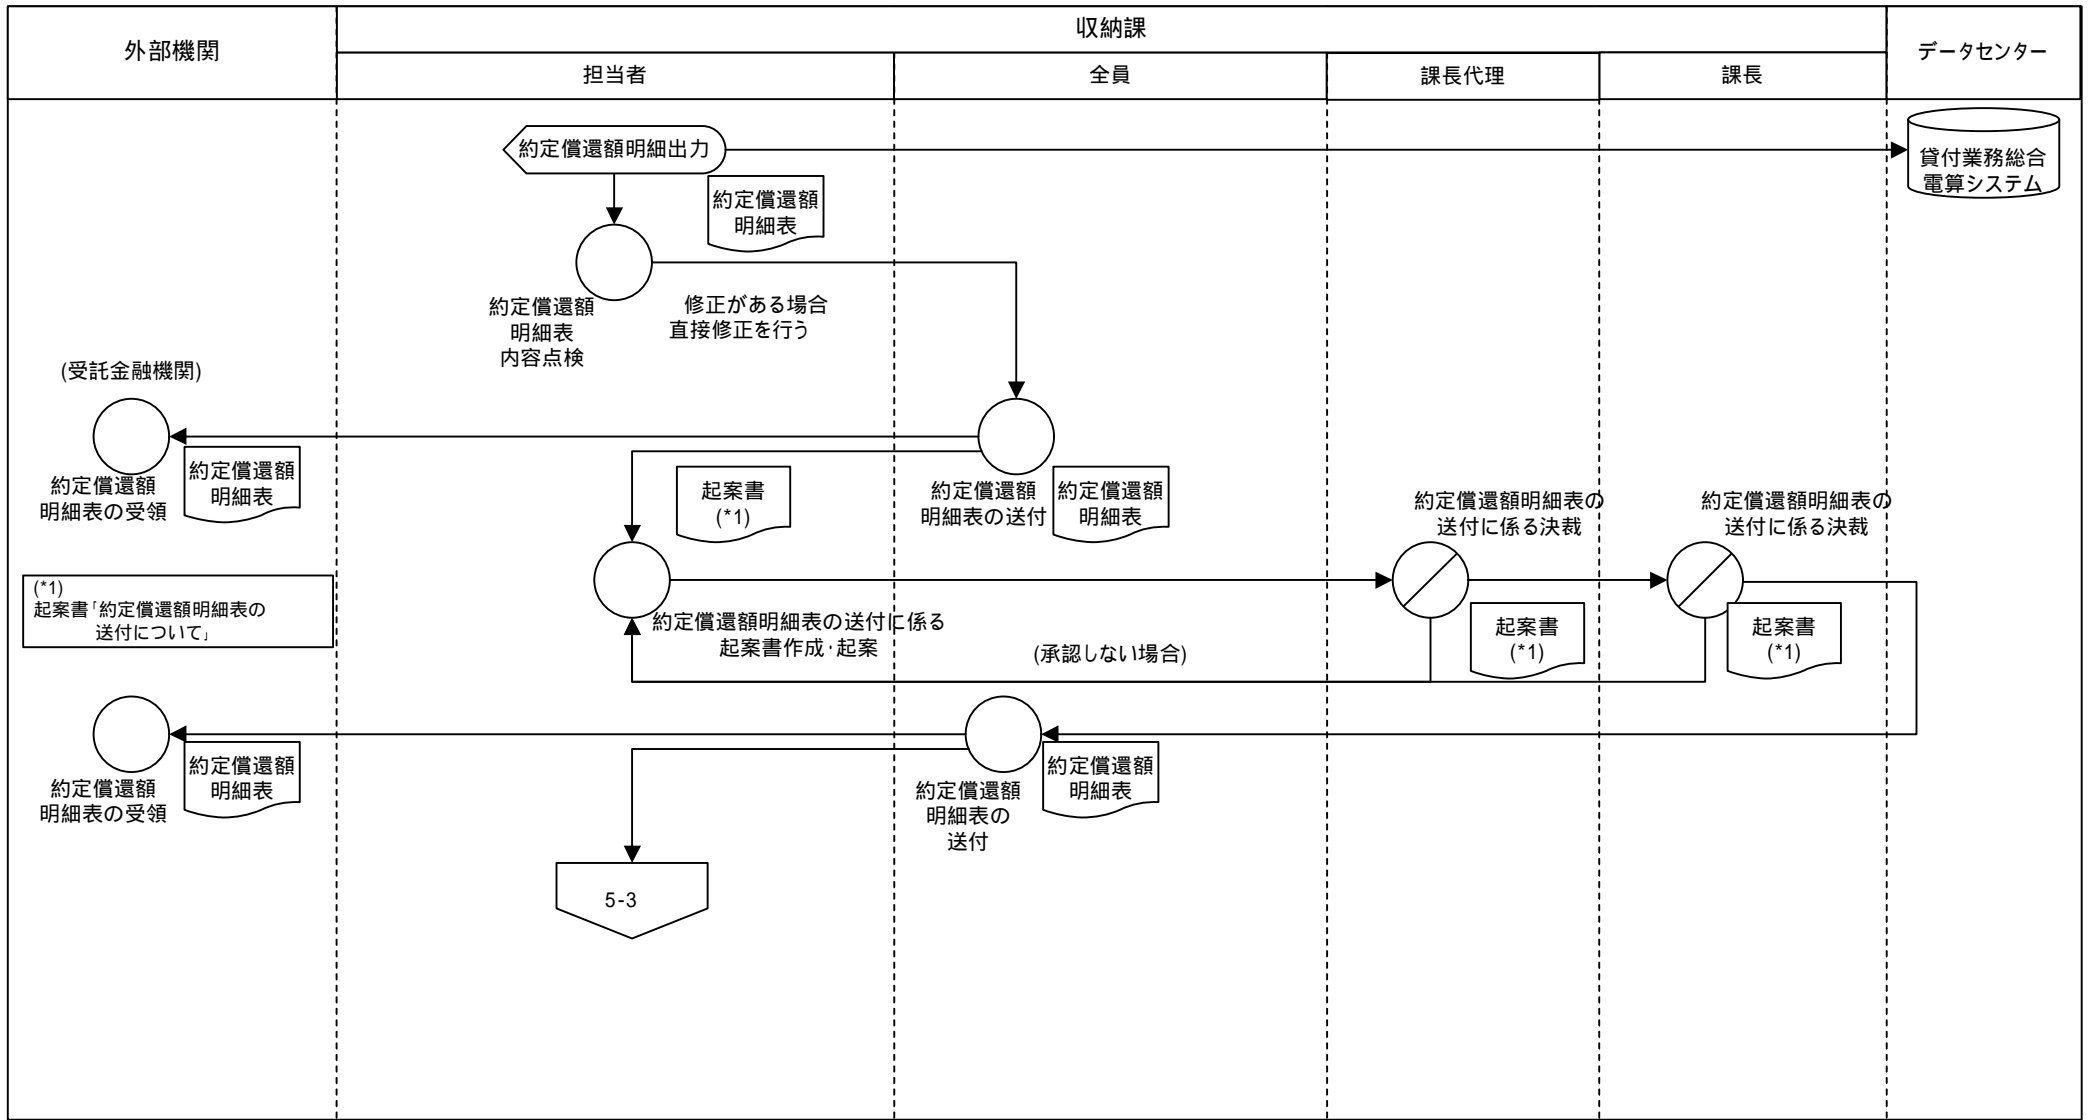 外部機関
収納課
データセンター
担当者
全員
課長代理
課長
約定償還額明細出力
貸付業務総合
電算システム
約定償還額
明細表
約定償還額
明細表
内容点検
修正がある場合
直接修正を行う
(受託金融機関)
約定償還額
明細表の受領
約定償還額
明細表
起案書
(*1)
約定償還額
明細表の送付
約定償還額
明細表
約定償還額明細表の
送付に係る決裁
約定償還額明細表の
送付に係る決裁
(*1)
起案書「約定償還額明細表の
送付について」
約定償還額明細表の送付に係る
起案書作成・起案
(承認しない場合)
起案書
(*1)
起案書
(*1)
約定償還額
明細表の受領
約定償還額
明細表
約定償還額
明細表の
送付
約定償還額
明細表
5-3